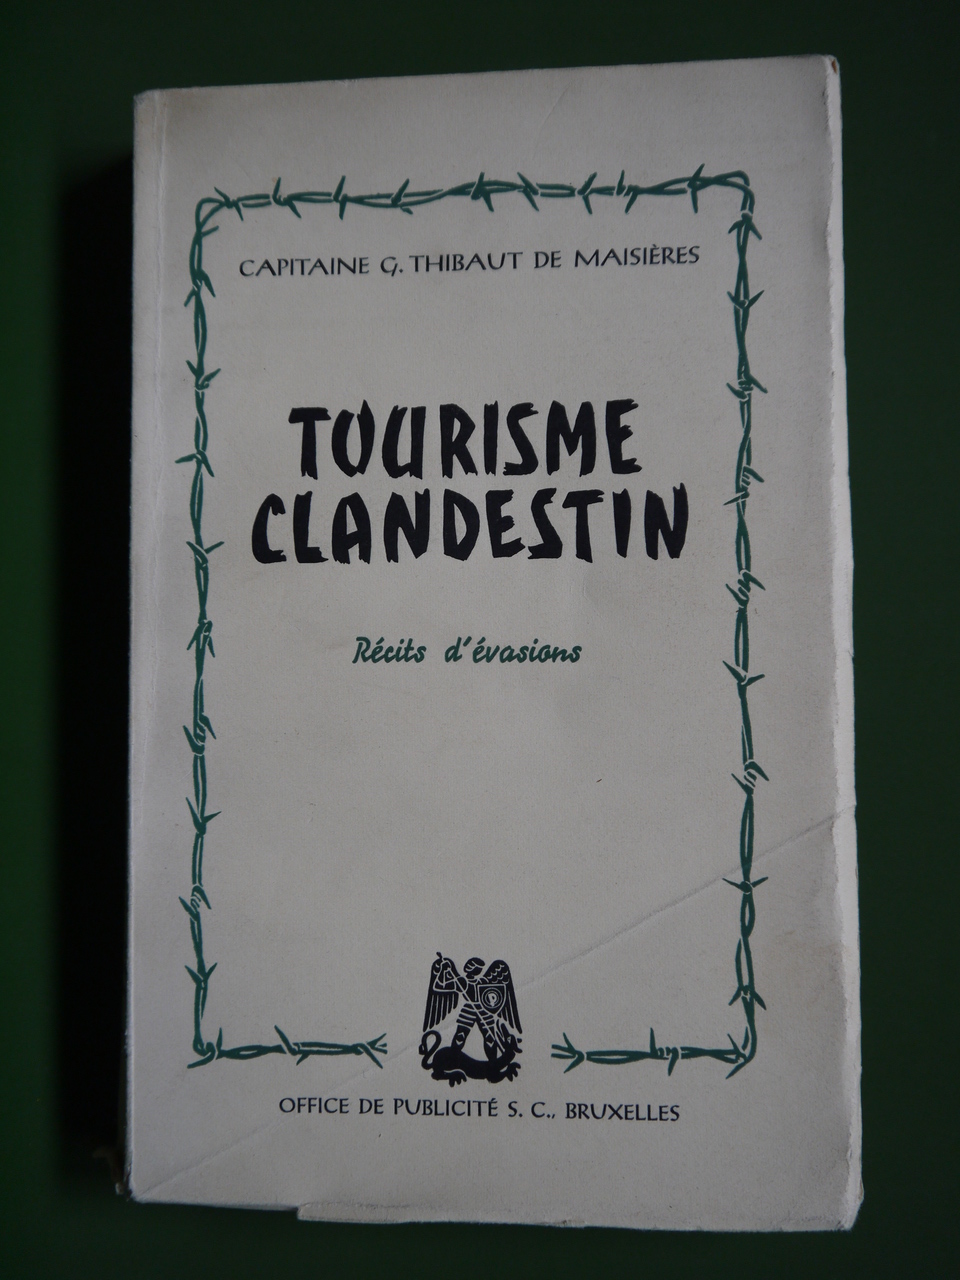 CAPITAINE G. THIBAUT DE MAISIÈRES
TOURISME
CLANDESTIN
Récits d'évasions
OFFICE DE PUBLICITÉ S. C., BRUXELLES